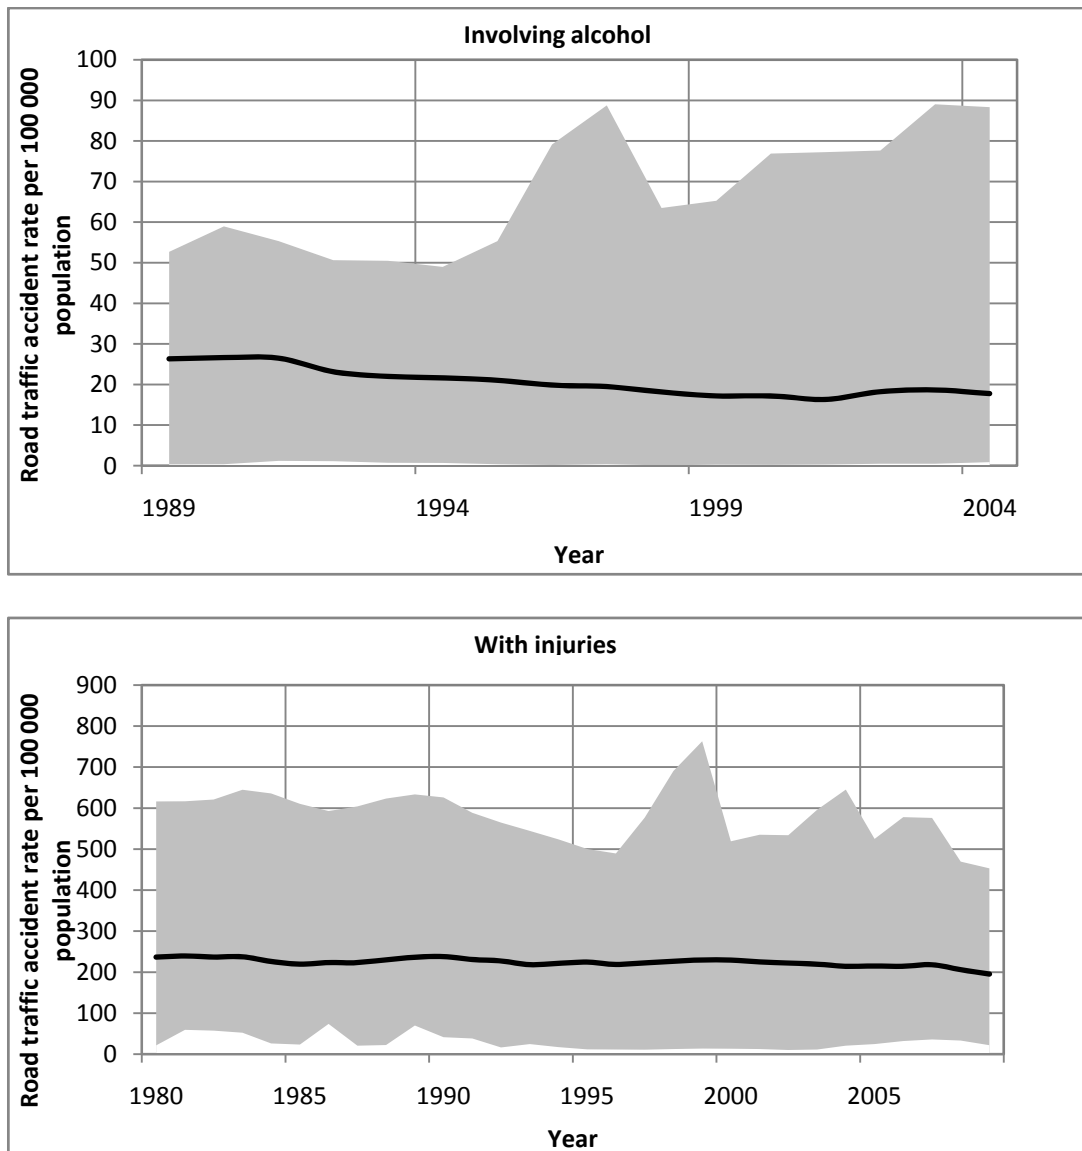 Involving alcohol
Road traffic accident rate per 100 000
population
100
90
80
70
60
50
40
30
20
10
0
1989 1994 1999 2004
Year
With injuries
Road traffic accident rate per 100 000
population
900
800
700
600
500
400
300
200
100
0
1980 1985 1990 1995 2000 2005
Year